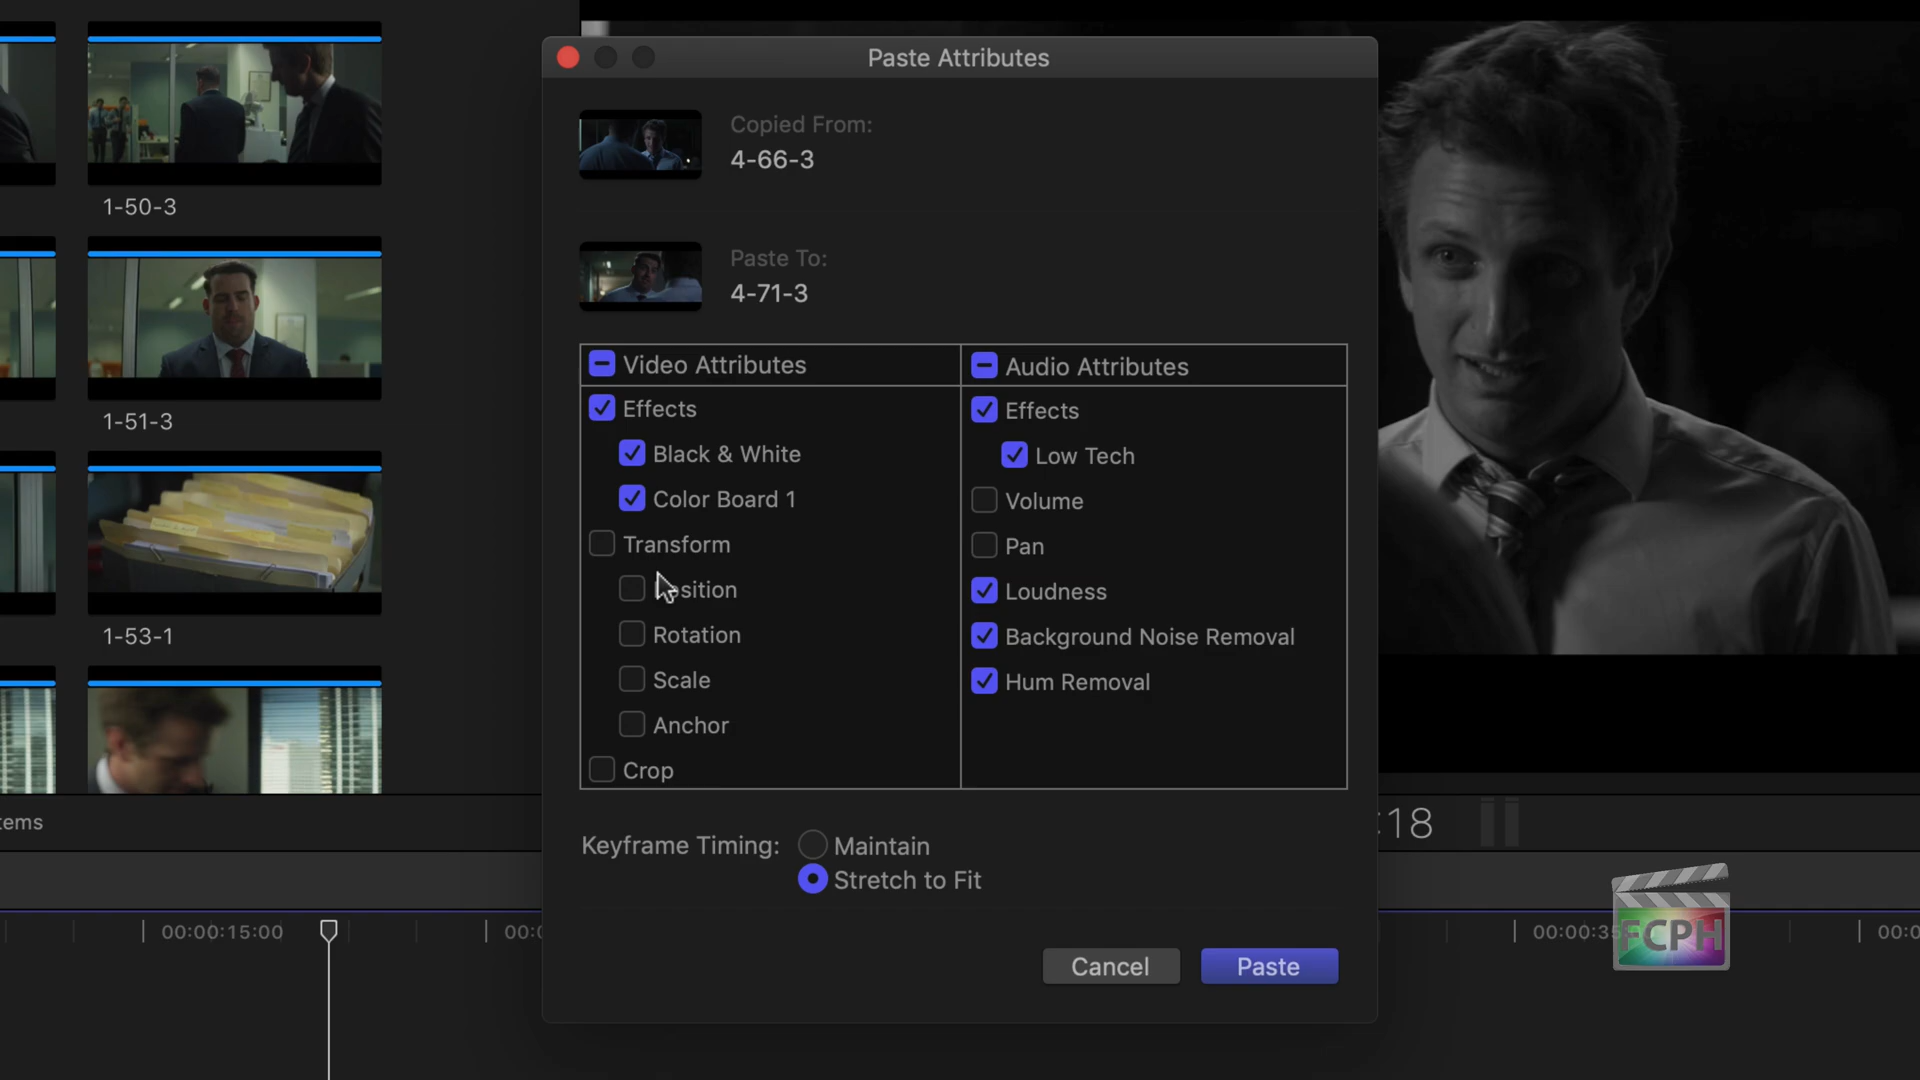 Paste Attributes
Copied From:
4-66-3
Paste To:
4-71-3
Video Attributes
Effects
Black & White
Color Board 1
Transform
Position
Rotation
Scale
Anchor
Crop
Audio Attributes
Effects
Low Tech
Volume
Pan
Loudness
Background Noise Removal
Hum Removal
Keyframe Timing:
Maintain
Stretch to Fit
Cancel
Paste
1-50-3
1-51-3
1-53-1
:18
00:00:15:00
FCPH